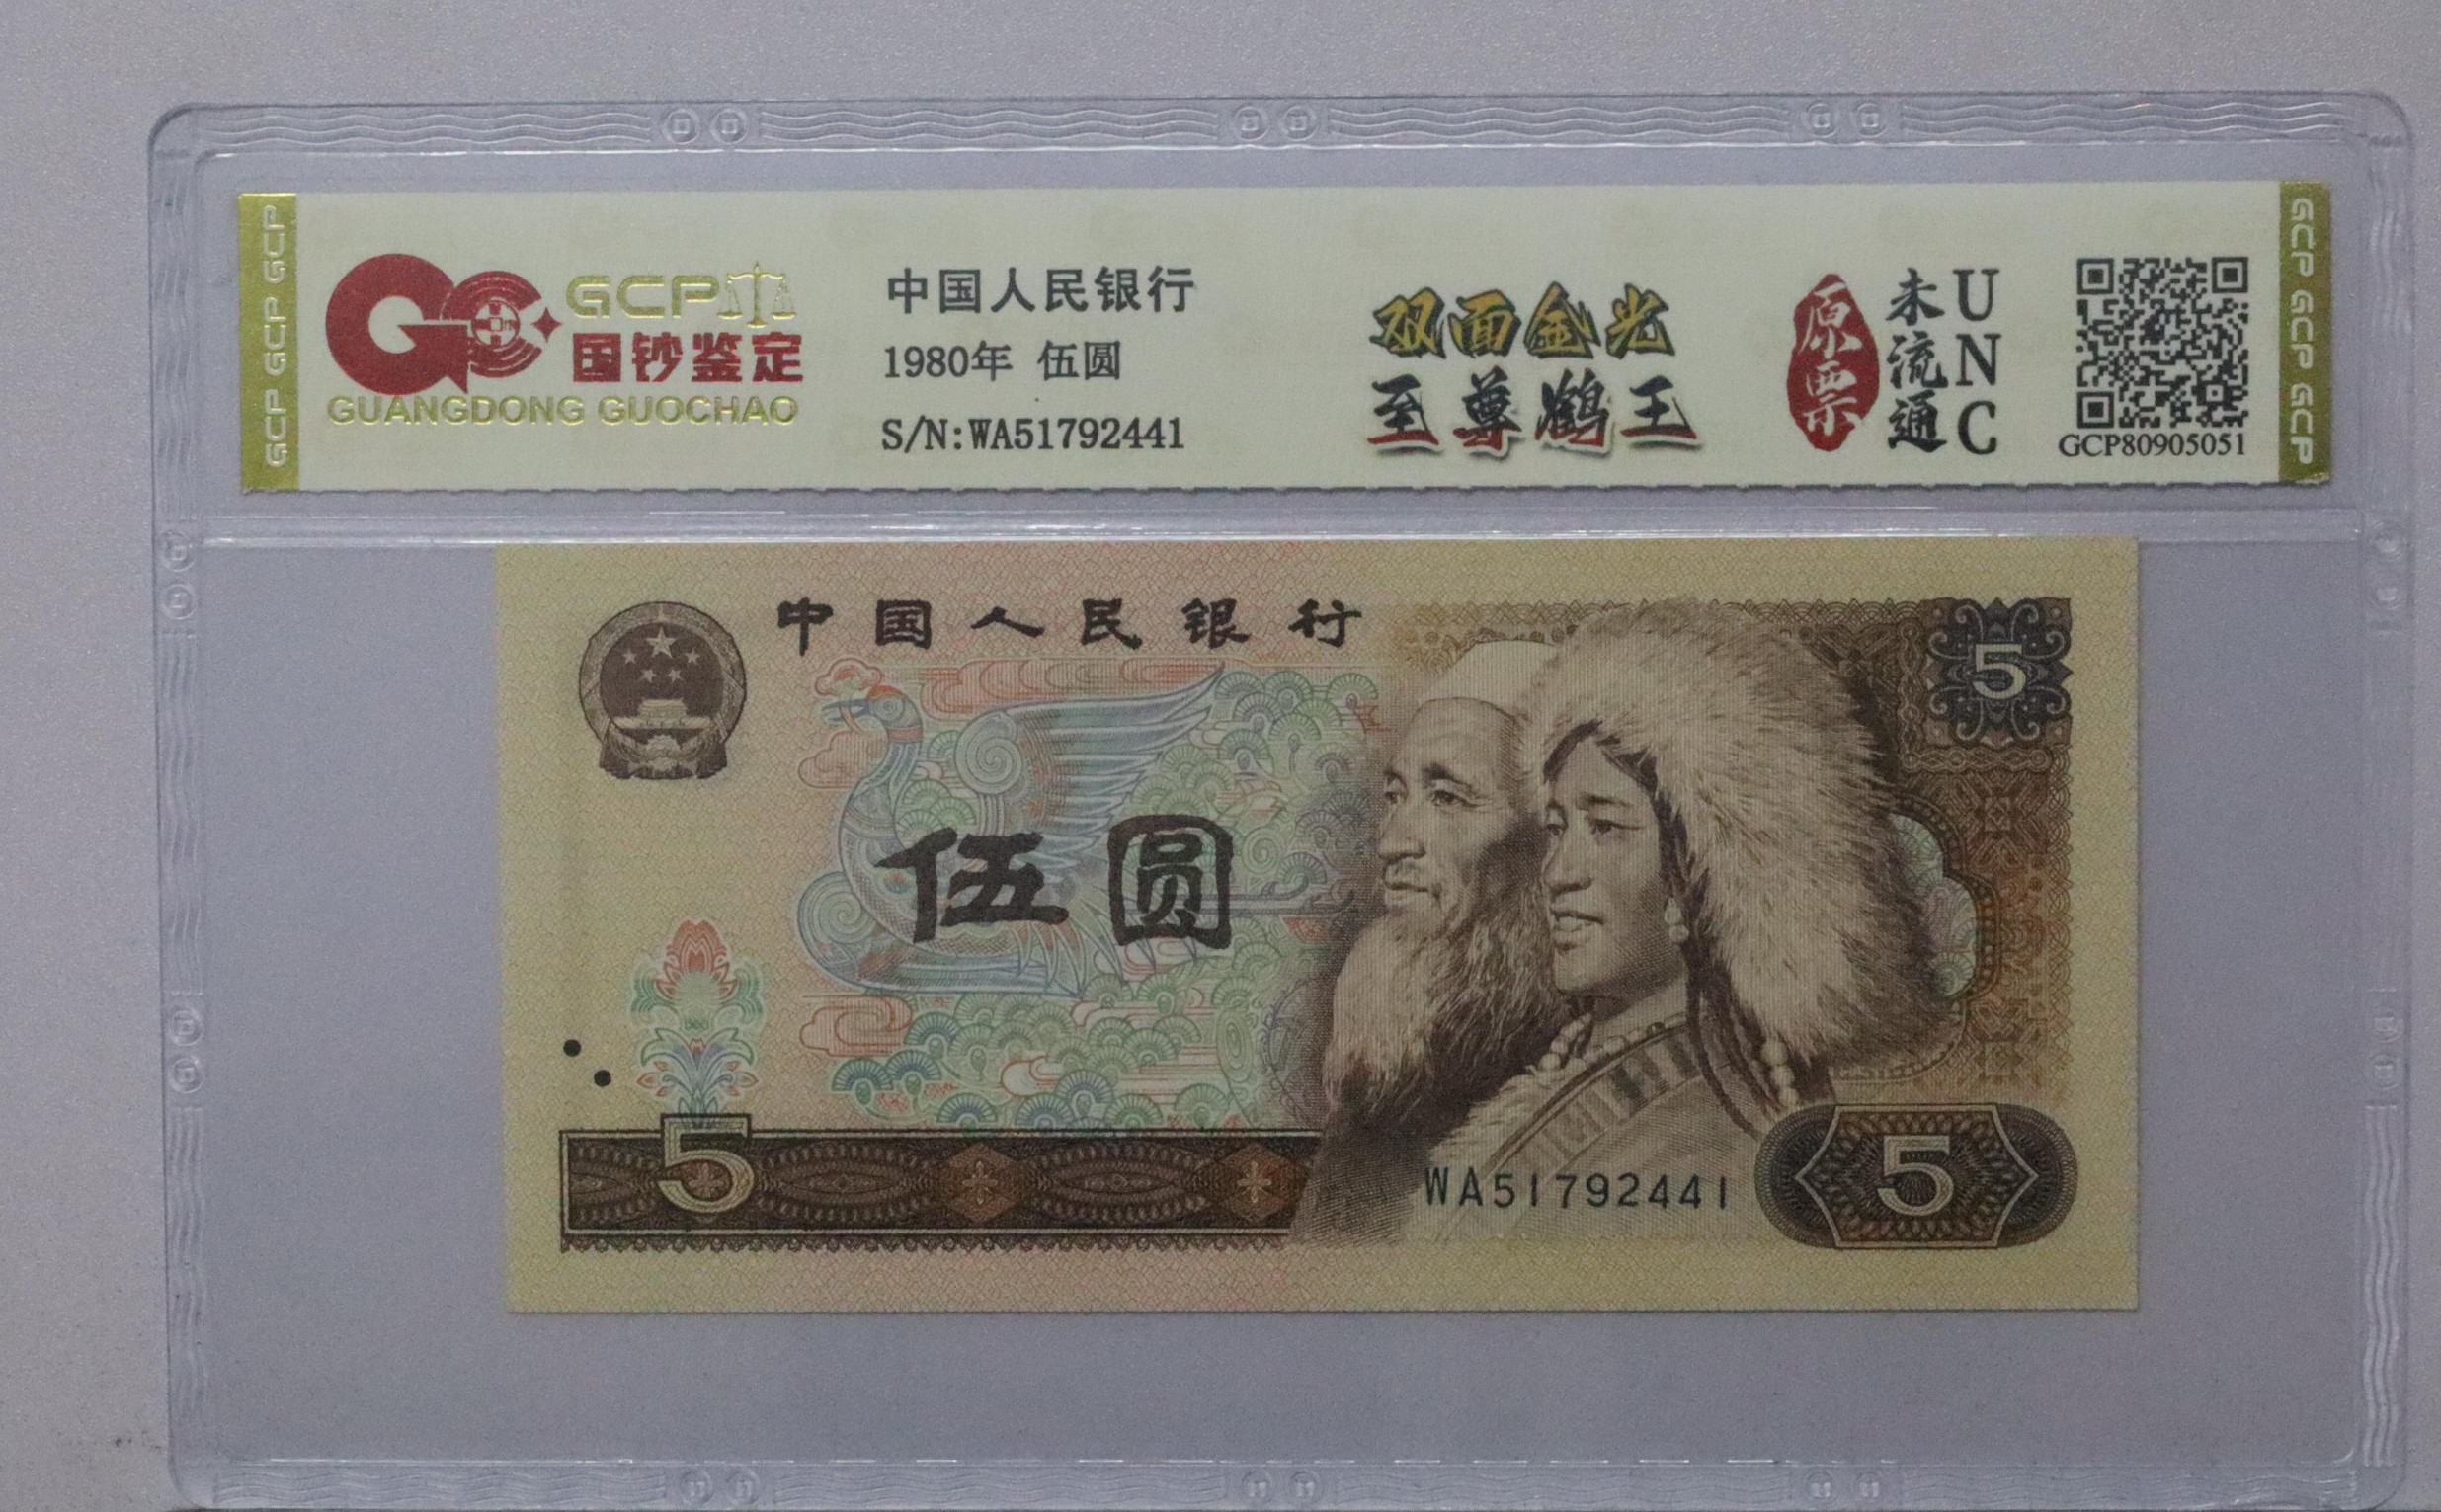 GCP GCP GCP
GCP
国钞鉴定
GUANGDONG GUOCHAO
中国人民银行
1980年 伍圆
S/N:WA51792441
双面金光
至尊鹤王
原票
未流通
UNC
GCP80905051
GCP GCP GCP
中国人民银行
5
伍圆
5
WA51792441
5